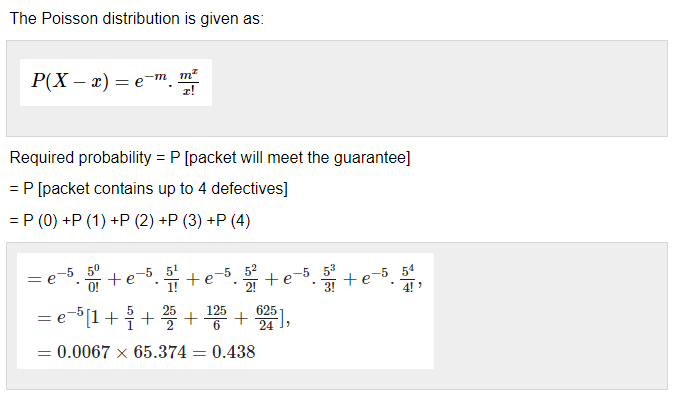 The Poisson distribution is given as:
P(X − x) = e^{−m}. \frac{m^x}{x!}
Required probability = P [packet will meet the guarantee]
= P [packet contains up to 4 defectives]
= P (0) +P (1) +P (2) +P (3) +P (4)
= e^{−5}. \frac{5^0}{0!} + e^{−5}. \frac{5^1}{1!} + e^{−5}. \frac{5^2}{2!} + e^{−5}. \frac{5^3}{3!} + e^{−5}. \frac{5^4}{4!},
= e^{−5}[1 + \frac{5}{1} + \frac{25}{2} + \frac{125}{6} + \frac{625}{24}],
= 0.0067 × 65.374 = 0.438